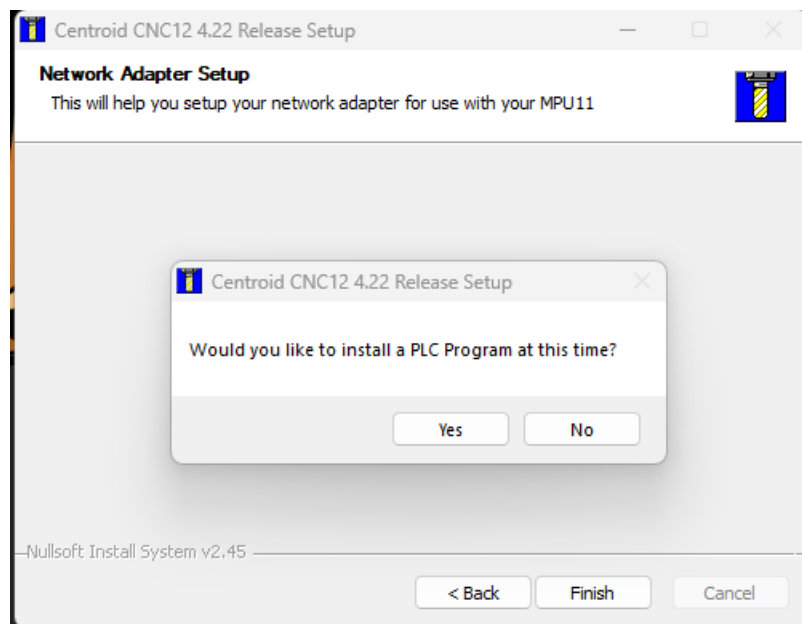 Centroid CNC12 4.22 Release Setup
Network Adapter Setup
This will help you setup your network adapter for use with your MPU11
Centroid CNC12 4.22 Release Setup
Would you like to install a PLC Program at this time?
Yes No
Nullsoft Install System v2.45
< Back Finish Cancel